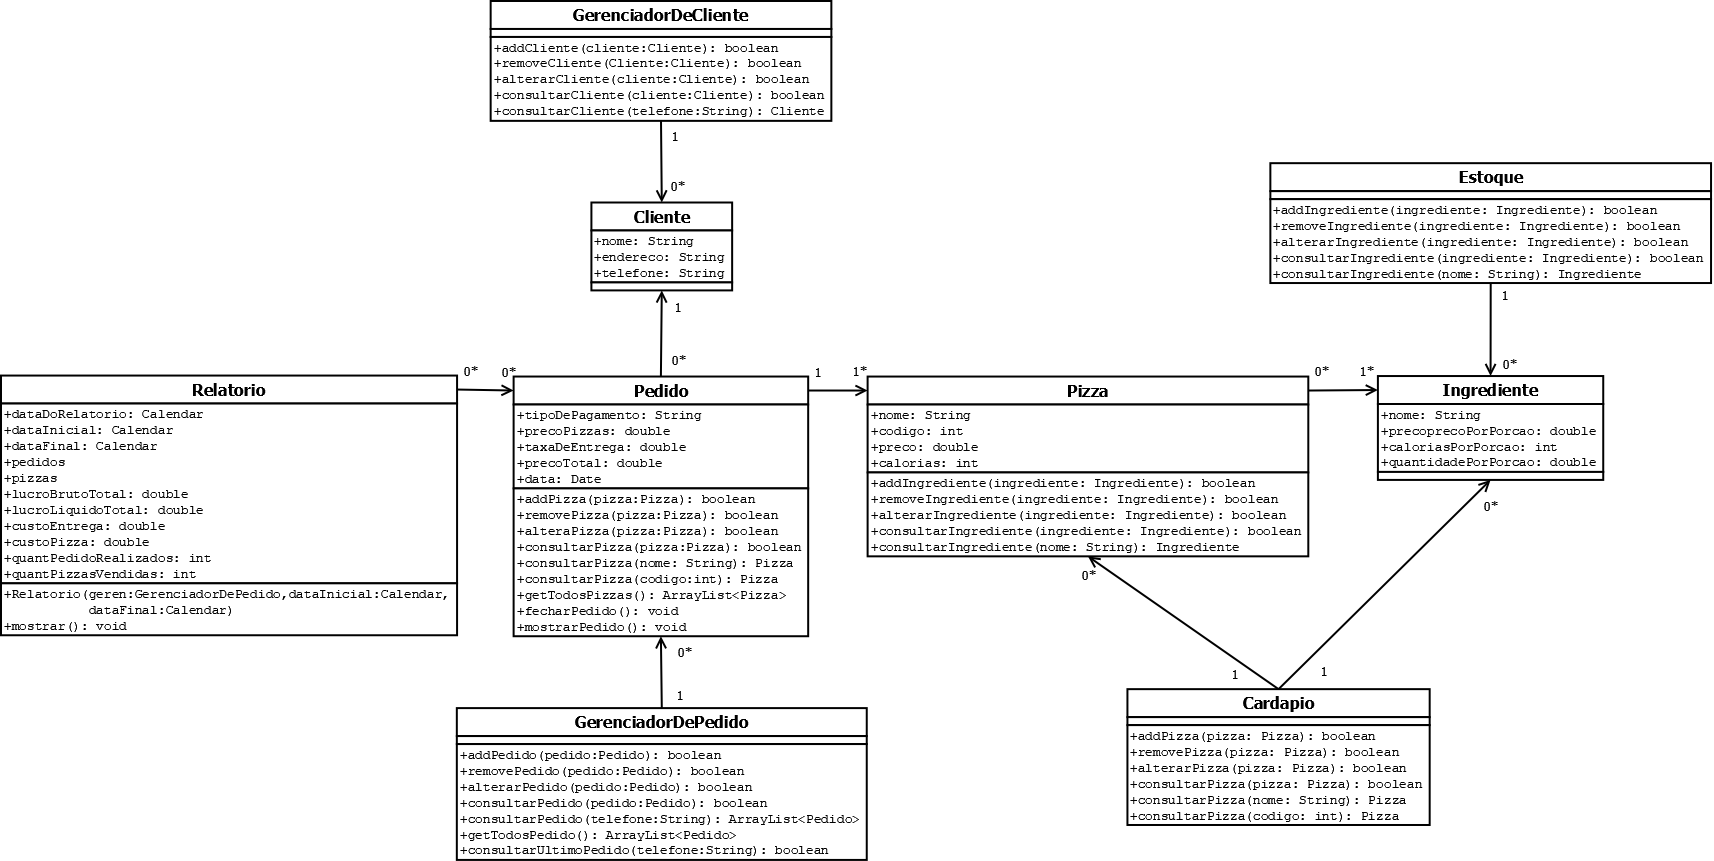 GerenciadorDeCliente
+addCliente(cliente:Cliente): boolean
+removeCliente(Cliente:Cliente): boolean
+alterarCliente(cliente:Cliente): boolean
+consultarCliente(cliente:Cliente): boolean
+consultarCliente(telefone:String): Cliente
1
0*
Cliente
+nome: String
+endereco: String
+telefone: String
1
0*
Estoque
+addIngrediente(ingrediente: Ingrediente): boolean
+removeIngrediente(ingrediente: Ingrediente): boolean
+alterarIngrediente(ingrediente: Ingrediente): boolean
+consultarIngrediente(ingrediente: Ingrediente): boolean
+consultarIngrediente(nome: String): Ingrediente
1
0*
Relatorio
+dataDoRelatorio: Calendar
+dataInicial: Calendar
+dataFinal: Calendar
+pedidos
+pizzas
+lucroBrutoTotal: double
+lucroLiquidoTotal: double
+custoEntrega: double
+custoPizza: double
+quantPedidoRealizados: int
+quantPizzasVendidas: int
+Relatorio(geren:GerenciadorDePedido,dataInicial:Calendar,
dataFinal:Calendar)
+mostrar(): void
0*
0*
Pedido
+tipoDePagamento: String
+precoPizzas: double
+taxaDeEntrega: double
+precoTotal: double
+data: Date
+addPizza(pizza:Pizza): boolean
+removePizza(pizza:Pizza): boolean
+alteraPizza(pizza:Pizza): boolean
+consultarPizza(pizza:Pizza): boolean
+consultarPizza(nome: String): Pizza
+consultarPizza(codigo:int): Pizza
+getTodosPizzas(): ArrayList<Pizza>
+fecharPedido(): void
+mostrarPedido(): void
1
1*
Pizza
+nome: String
+codigo: int
+preco: double
+calorias: int
+addIngrediente(ingrediente: Ingrediente): boolean
+removeIngrediente(ingrediente: Ingrediente): boolean
+alterarIngrediente(ingrediente: Ingrediente): boolean
+consultarIngrediente(ingrediente: Ingrediente): boolean
+consultarIngrediente(nome: String): Ingrediente
0*
1*
Ingrediente
+nome: String
+precoprecoPorPorcao: double
+caloriasPorPorcao: int
+quantidadePorPorcao: double
0*
0*
1
1
0*
1
GerenciadorDePedido
+addPedido(pedido:Pedido): boolean
+removePedido(pedido:Pedido): boolean
+alterarPedido(pedido:Pedido): boolean
+consultarPedido(pedido:Pedido): boolean
+consultarPedido(telefone:String): ArrayList<Pedido>
+getTodosPedido(): ArrayList<Pedido>
+consultarUltimoPedido(telefone:String): boolean
Cardapio
+addPizza(pizza: Pizza): boolean
+removePizza(pizza: Pizza): boolean
+alterarPizza(pizza: Pizza): boolean
+consultarPizza(pizza: Pizza): boolean
+consultarPizza(nome: String): Pizza
+consultarPizza(codigo: int): Pizza